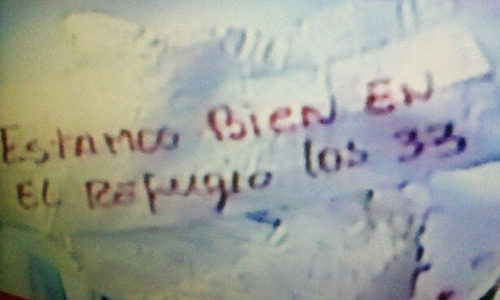 Estamos Bien En
El Refugio los 33